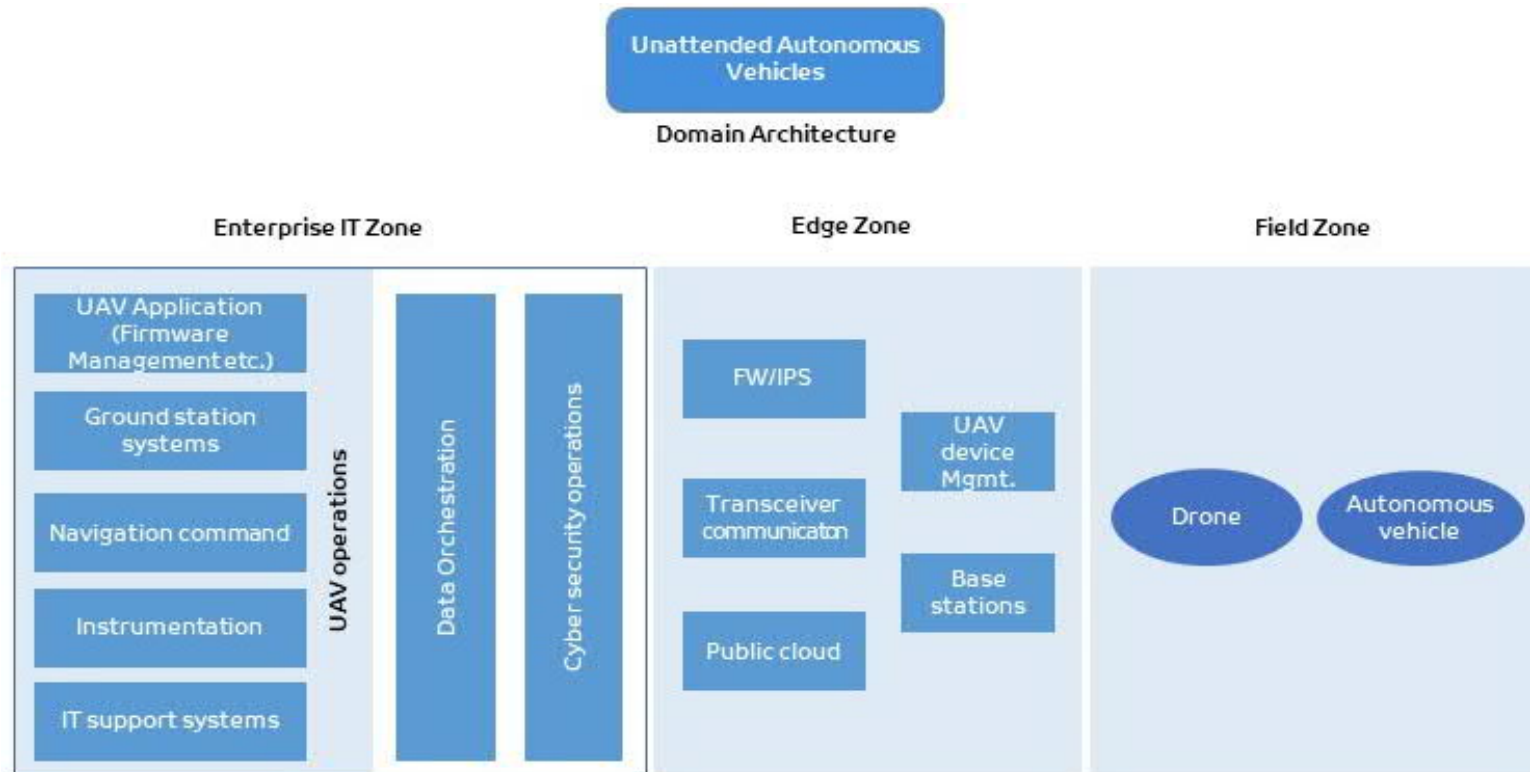 Unattended Autonomous
Vehicles
Domain Architecture
Enterprise IT Zone
Edge Zone
Field Zone
UAV Application
(Firmware
Management etc.)
Ground station
systems
Navigation command
Instrumentation
IT support systems
UAV operations
Data Orchestration
Cyber security operations
FW/IPS
Transceiver
communicaton
Public cloud
UAV
device
Mgmt.
Base
stations
Drone
Autonomous
vehicle